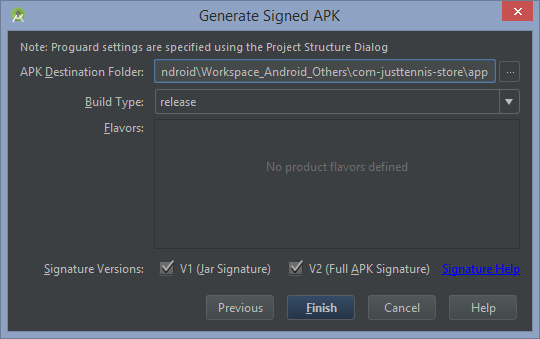 Generate Signed APK
Note: Proguard settings are specified using the Project Structure Dialog
APK Destination Folder: ndroid\Workspace_Android_Others\com-justtennis-store\app ...
Build Type: release
Flavors:
No product flavors defined
Signature Versions: V1 (Jar Signature) V2 (Full APK Signature) Signature Help
Previous Finish Cancel Help